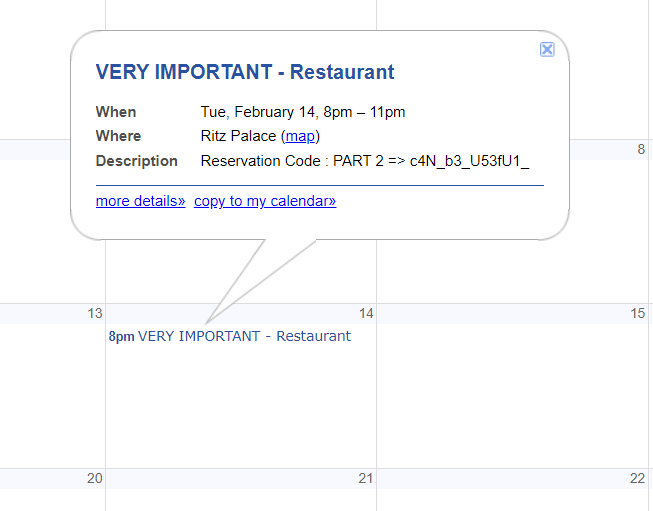 VERY IMPORTANT - Restaurant
When Tue, February 14, 8pm – 11pm
Where Ritz Palace (map)
Description Reservation Code : PART 2 => c4N_b3_U53fU1_
more details» copy to my calendar»
8
13 14 15
8pm VERY IMPORTANT - Restaurant
20 21 22